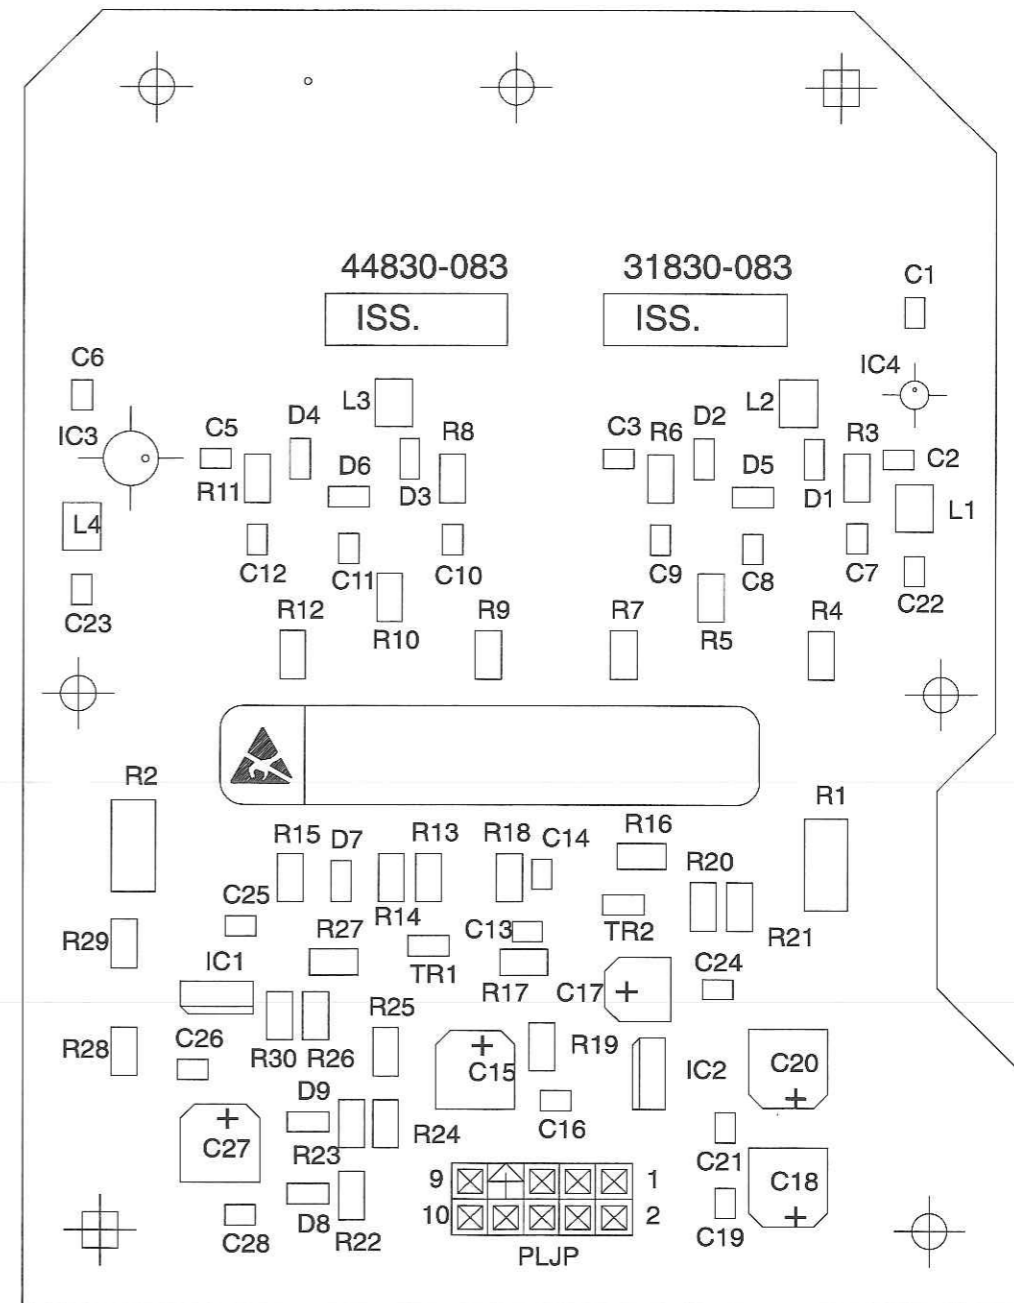 44830-083
31830-083
ISS.
ISS.
C1
C6
IC4
L3
L2
IC3
C5
D4
R8
C3
R6
D2
R3
C2
D6
D5
R11
D3
D1
L4
L1
C12
C11
C10
C9
C8
C7
C23
C22
R12
R10
R9
R7
R5
R4
R2
R1
R15
D7
R13
R18
C14
R16
R20
C25
R14
R29
R27
C13
TR2
R21
IC1
TR1
R17
C17
C24
R25
R28
C26
R30
R26
C15
R19
IC2
C20
D9
C27
R23
R24
C16
C21
9
1
C18
10
2
C28
D8
R22
C19
PLJP